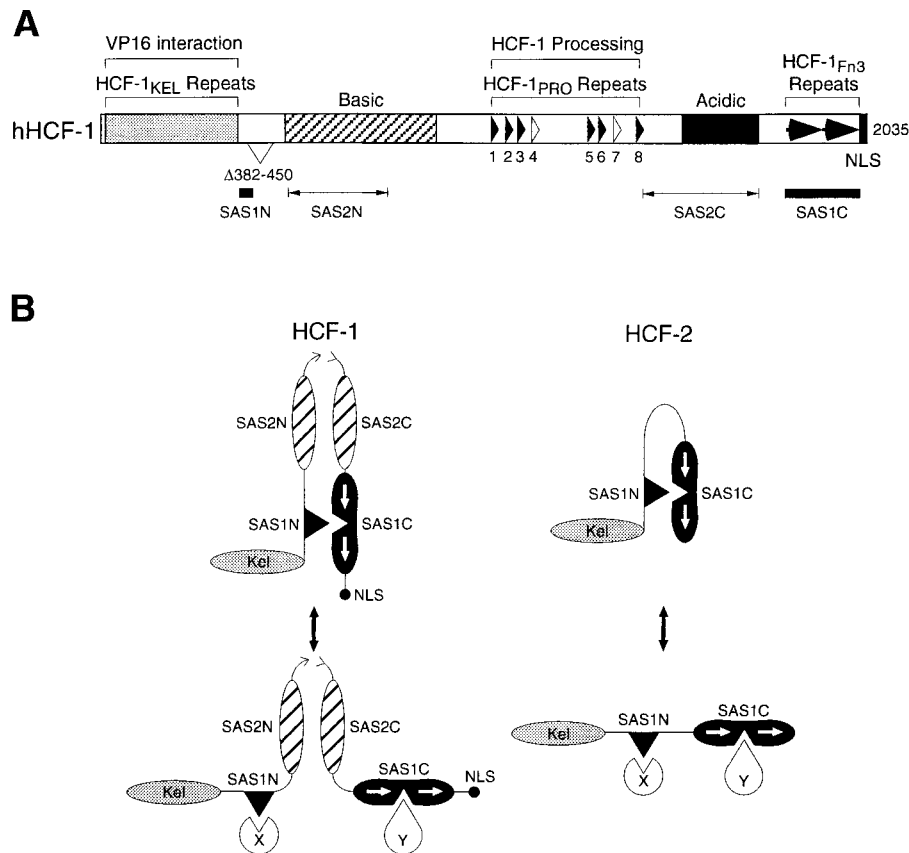 A
VP16 interaction
HCF-1 Processing
HCF-1KEL Repeats
Basic
HCF-1PRO Repeats
Acidic
HCF-1Fn3
Repeats
hHCF-1
2035
1 2 3 4 5 6 7 8
NLS
Δ382-450
SAS1N
SAS2N
SAS2C
SAS1C
B
HCF-1
HCF-2
SAS2N
SAS2C
SAS1N
SAS1C
SAS1N
SAS1C
Kel
Kel
NLS
SAS2N
SAS2C
SAS1N
SAS1C
NLS
Kel
X
Y
SAS1N
SAS1C
Kel
X
Y